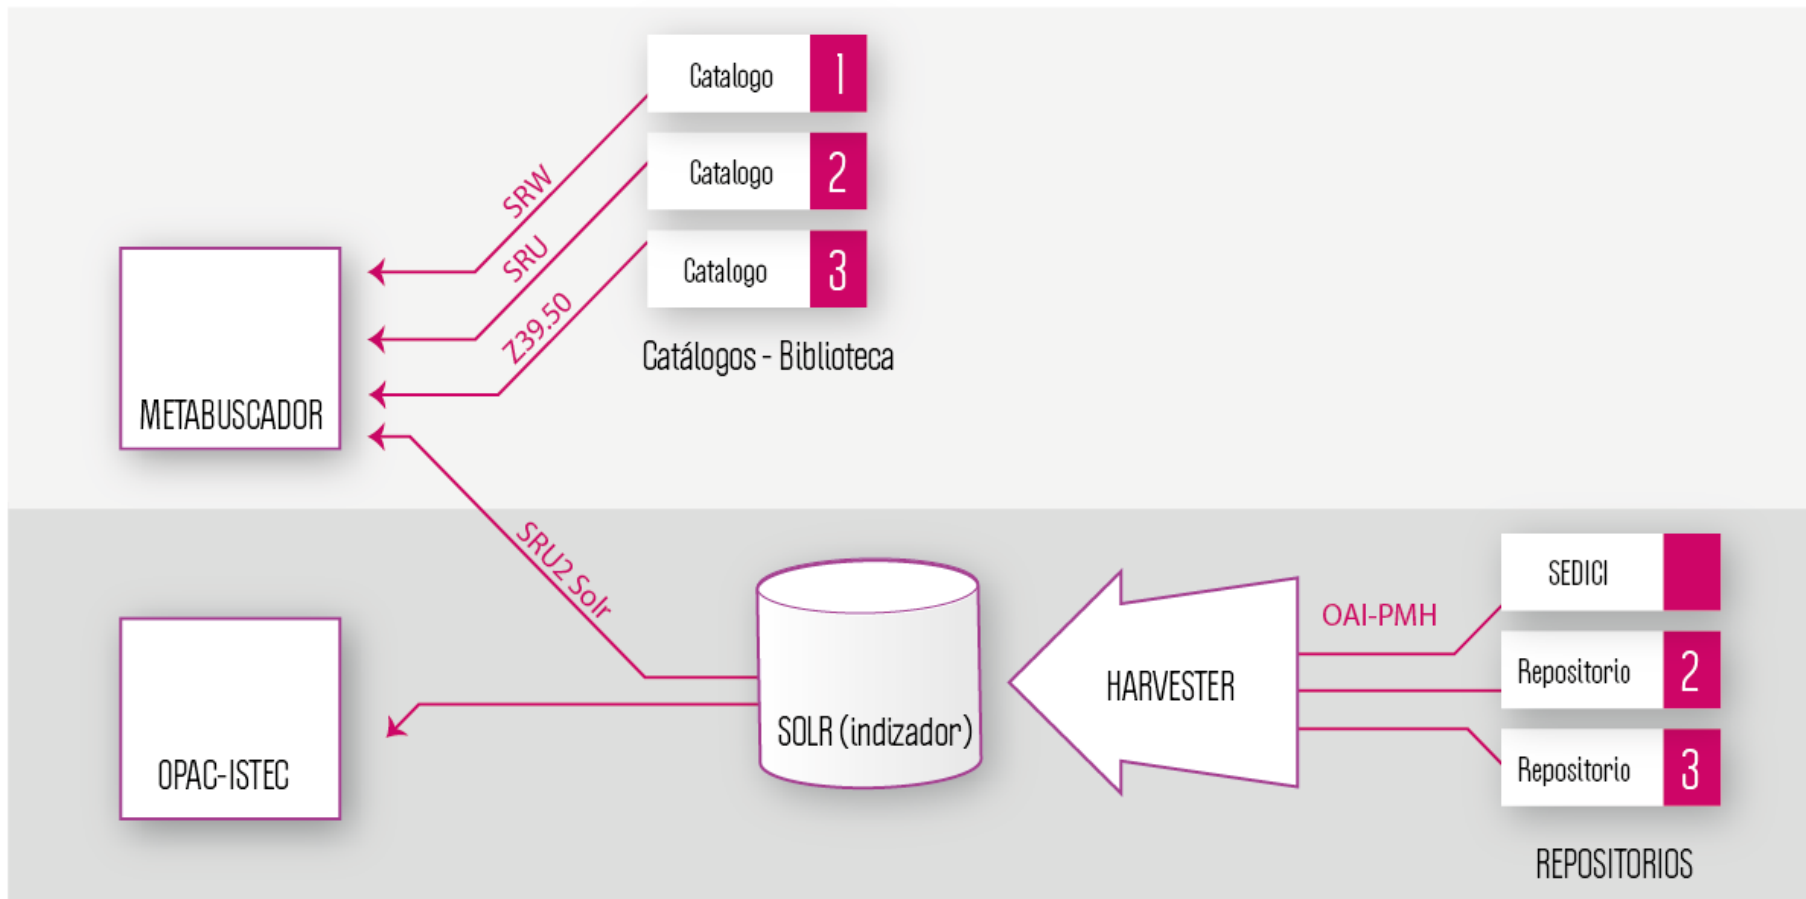 Catalogo 1
Catalogo 2
Catalogo 3
Catálogos - Biblioteca
SRW
SRU
Z39.50
METABUSCADOR
SRU2 Solr
OPAC-ISTEC
SOLR (indizador)
HARVESTER
OAI-PMH
SEDICI
Repositorio 2
Repositorio 3
REPOSITORIOS